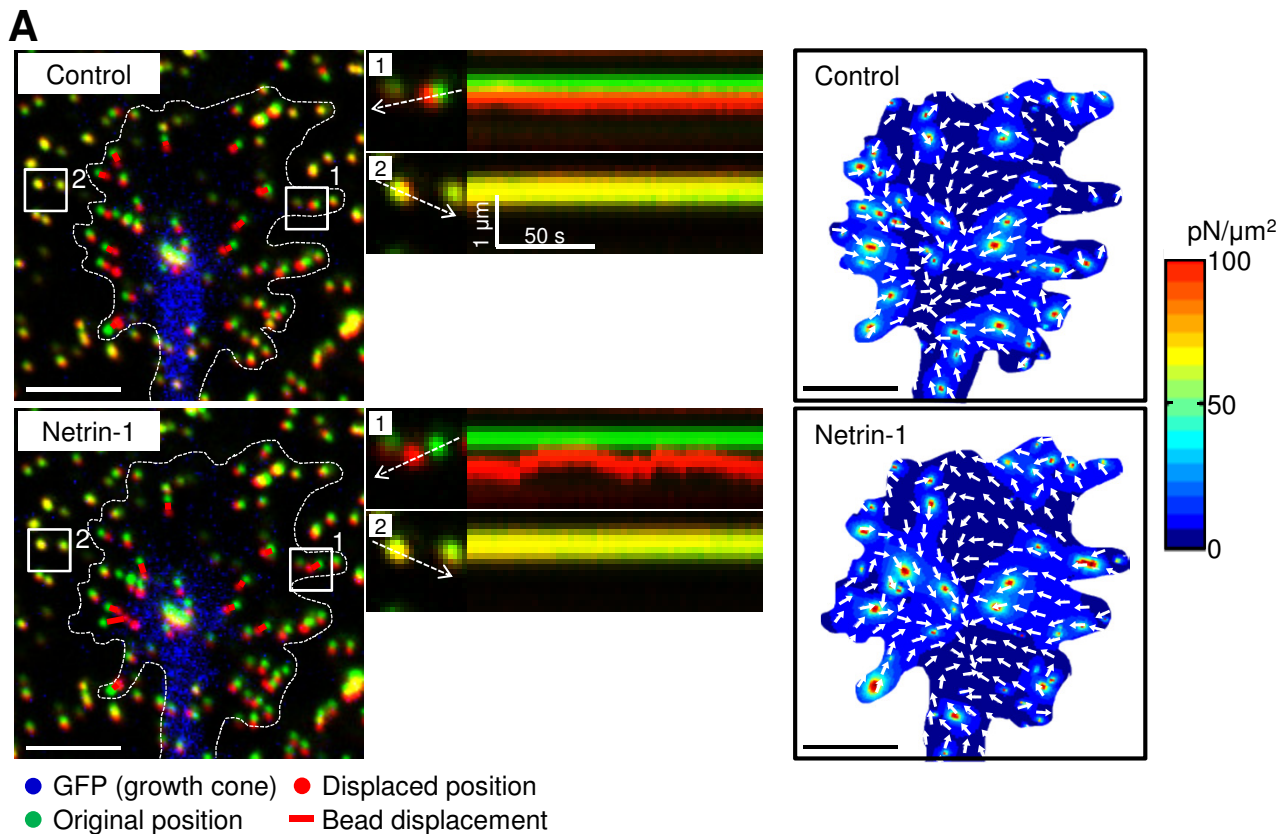 A
Control
1
2
1
2
1 µm
50 s
Control
pN/µm²
100
50
0
Netrin-1
1
2
1
2
Netrin-1
GFP (growth cone)
Displaced position
Original position
Bead displacement